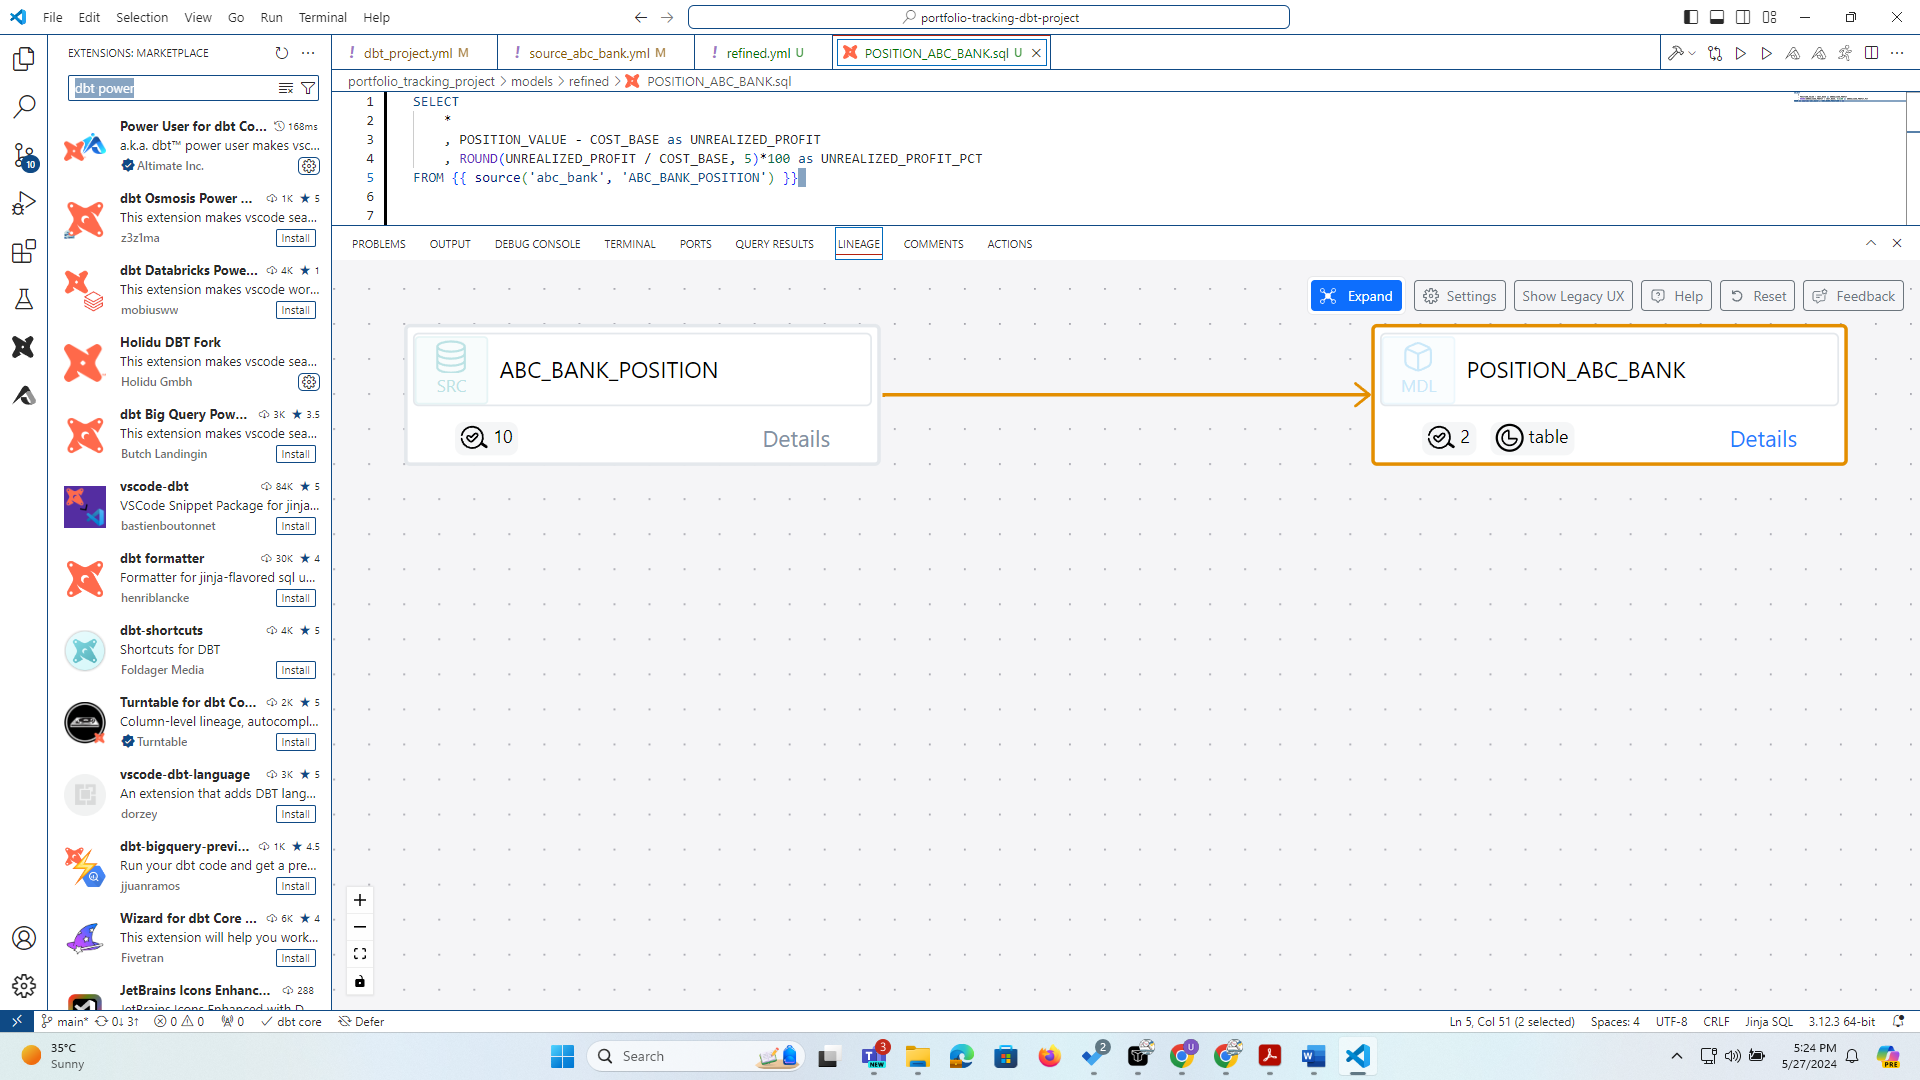 File Edit Selection View Go Run Terminal Help
portfolio-tracking-dbt-project
EXTENSIONS: MARKETPLACE
dbt power
Power User for dbt Co... 168ms
a.k.a. dbt™ power user makes vsc...
Altimate Inc.
dbt Osmosis Power ... 1K ★ 5
This extension makes vscode sea...
z3z1ma Install
dbt Databricks Powe... 4K ★ 1
This extension makes vscode wor...
mobiusww Install
Holidu DBT Fork
This extension makes vscode sea...
Holidu Gmbh
dbt Big Query Pow... 3K ★ 3.5
This extension makes vscode sea...
Butch Landingin Install
vscode-dbt 84K ★ 5
VSCode Snippet Package for jinja...
bastienboutonnet Install
dbt formatter 30K ★ 4
Formatter for jinja-flavored sql u...
henriblancke Install
dbt-shortcuts 4K ★ 5
Shortcuts for DBT
Foldager Media Install
Turntable for dbt Co... 2K ★ 5
Column-level lineage, autocompl...
Turntable Install
vscode-dbt-language 3K ★ 5
An extension that adds DBT lang...
dorzey Install
dbt-bigquery-previ... 1K ★ 4.5
Run your dbt code and get a pre...
jjuanramos Install
Wizard for dbt Core ... 6K ★ 4
This extension will help you work...
Fivetran Install
JetBrains Icons Enhanc... 288
JetBrains Icons Enhanced with D...
10
! dbt_project.yml M ! source_abc_bank.yml M ! refined.yml U POSITION_ABC_BANK.sql U
portfolio_tracking_project > models > refined > POSITION_ABC_BANK.sql
1 SELECT
2 *
3 , POSITION_VALUE - COST_BASE as UNREALIZED_PROFIT
4 , ROUND(UNREALIZED_PROFIT / COST_BASE, 5)*100 as UNREALIZED_PROFIT_PCT
5 FROM {{ source('abc_bank', 'ABC_BANK_POSITION') }}
6
7
PROBLEMS OUTPUT DEBUG CONSOLE TERMINAL PORTS QUERY RESULTS LINEAGE COMMENTS ACTIONS
Expand Settings Show Legacy UX Help Reset Feedback
SRC ABC_BANK_POSITION
10 Details
MDL POSITION_ABC_BANK
2 table Details
main* 0↓ 3↑ 0 0 0 dbt core Defer
Ln 5, Col 51 (2 selected) Spaces: 4 UTF-8 CRLF Jinja SQL 3.12.3 64-bit
35°C
Sunny
Search
3
NEW
2
U
5:24 PM
5/27/2024
PRE